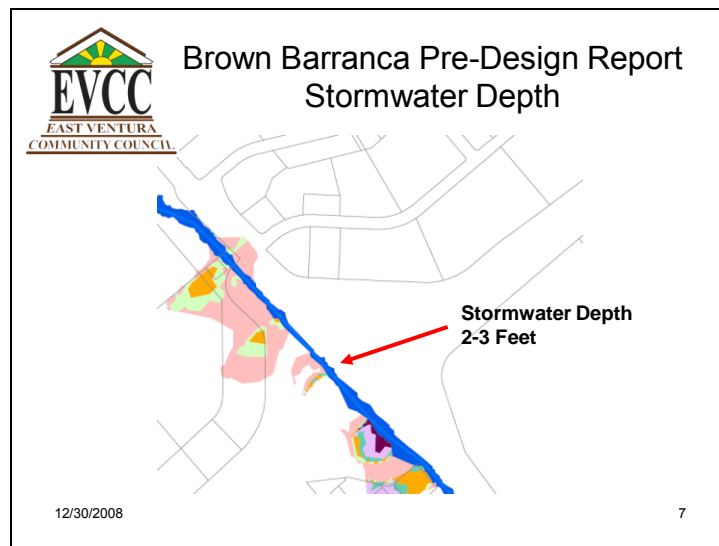 EVCC
EAST VENTURA
COMMUNITY COUNCIL
Brown Barranca Pre-Design Report
Stormwater Depth
Stormwater Depth
2-3 Feet
12/30/2008
7